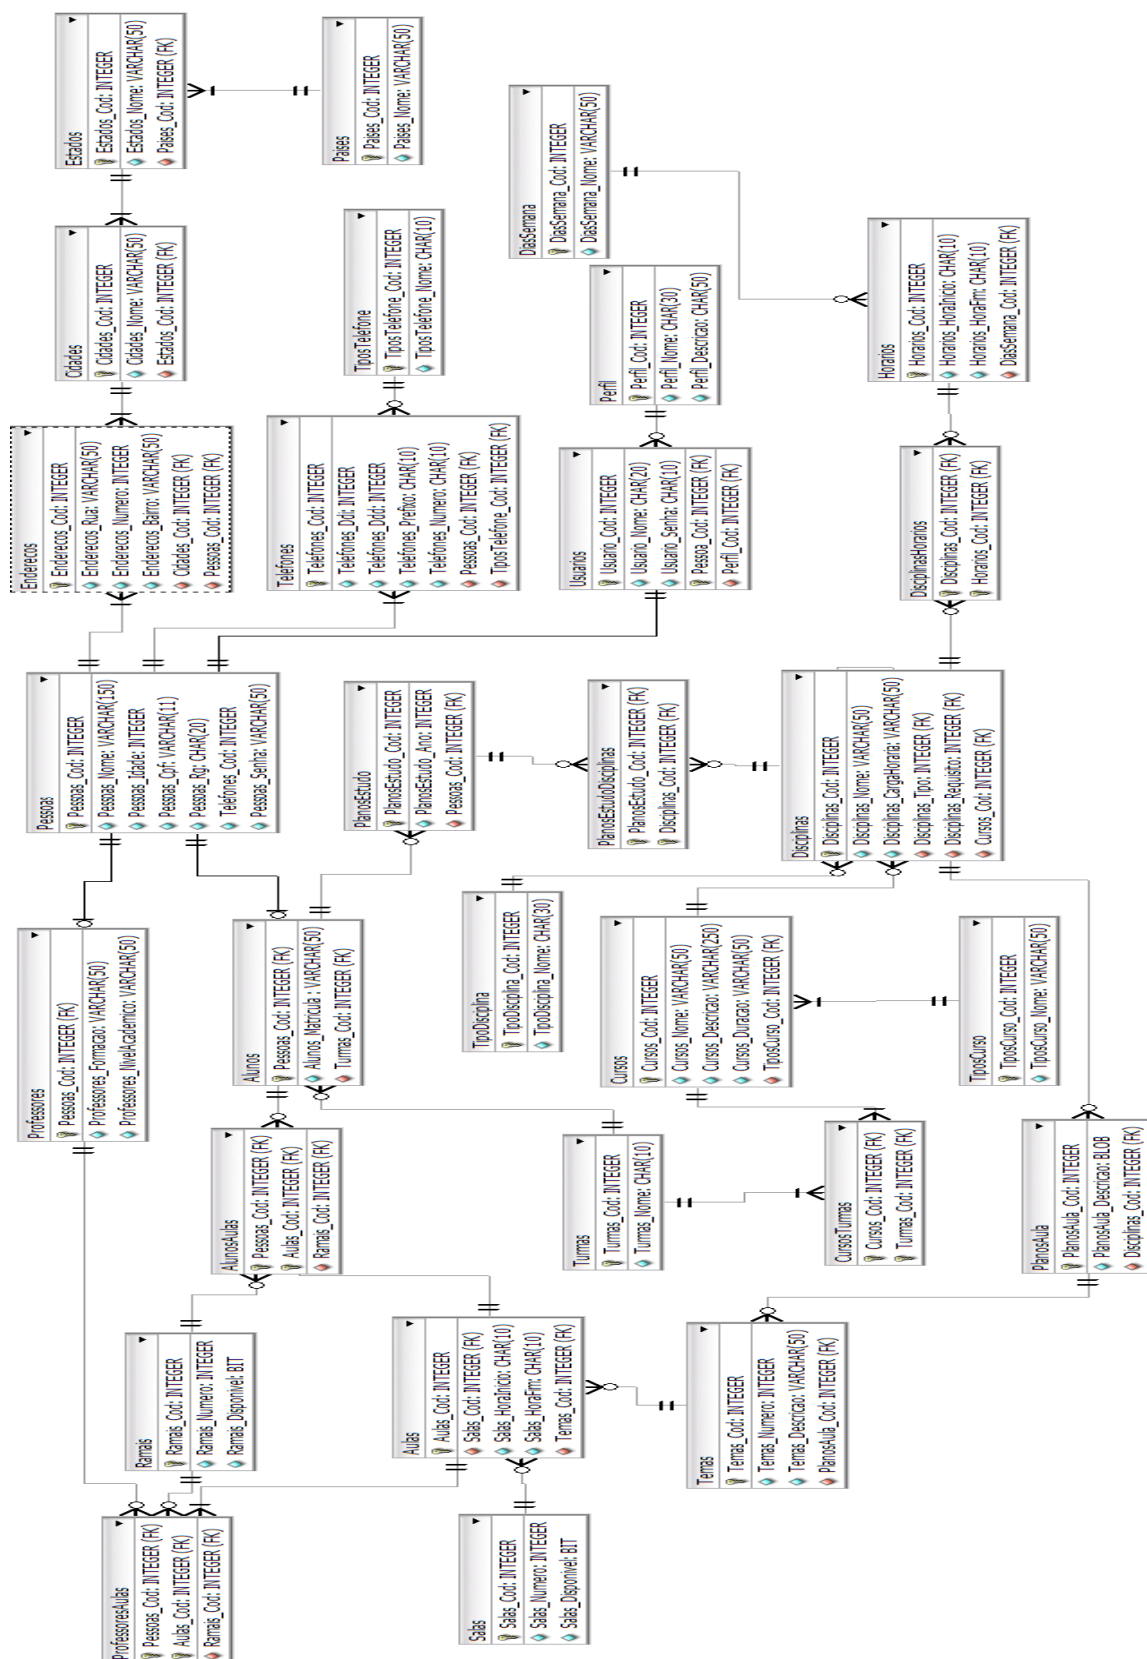 ProfessoresAulas
Pessoas_Cod: INTEGER (FK)
Aulas_Cod: INTEGER (FK)
Ramais_Cod: INTEGER (FK)
Ramais
Ramais_Cod: INTEGER
Ramais_Numero: INTEGER
Ramais_Disponivel: BIT
Professores
Pessoas_Cod: INTEGER (FK)
Professores_Formacao: VARCHAR(50)
Professores_NivelAcademico: VARCHAR(50)
Pessoas
Pessoas_Cod: INTEGER
Pessoas_Nome: VARCHAR(150)
Pessoas_Idade: INTEGER
Pessoas_Cpf: VARCHAR(11)
Pessoas_Rg: CHAR(20)
Telefones_Cod: INTEGER
Pessoas_Senha: VARCHAR(50)
Enderecos
Enderecos_Cod: INTEGER
Enderecos_Rua: VARCHAR(50)
Enderecos_Numero: INTEGER
Enderecos_Bairro: VARCHAR(50)
Cidades_Cod: INTEGER (FK)
Pessoas_Cod: INTEGER (FK)
Cidades
Cidades_Cod: INTEGER
Cidades_Nome: VARCHAR(50)
Estados_Cod: INTEGER (FK)
Estados
Estados_Cod: INTEGER
Estados_Nome: VARCHAR(50)
Paises_Cod: INTEGER (FK)
AlunosAulas
Pessoas_Cod: INTEGER (FK)
Aulas_Cod: INTEGER (FK)
Ramais_Cod: INTEGER (FK)
Alunos
Pessoas_Cod: INTEGER (FK)
Alunos_Matricula : VARCHAR(50)
Turmas_Cod: INTEGER (FK)
Telefones
Telefones_Cod: INTEGER
Telefones_Ddi: INTEGER
Telefones_Ddd: INTEGER
Telefones_Prefixo: CHAR(10)
Telefones_Numero: CHAR(10)
Pessoas_Cod: INTEGER (FK)
TiposTelefone_Cod: INTEGER (FK)
TiposTelefone
TiposTelefone_Cod: INTEGER
TiposTelefone_Nome: CHAR(10)
Paises
Paises_Cod: INTEGER
Paises_Nome: VARCHAR(50)
Salas
Salas_Cod: INTEGER
Salas_Numero: INTEGER
Salas_Disponivel: BIT
Aulas
Aulas_Cod: INTEGER
Salas_Cod: INTEGER (FK)
Salas_HoraInicio: CHAR(10)
Salas_HoraFim: CHAR(10)
Temas_Cod: INTEGER (FK)
TipoDisciplina
TipoDisciplina_Cod: INTEGER
TipoDisciplina_Nome: CHAR(30)
PlanosEstudo
PlanosEstudo_Cod: INTEGER
PlanosEstudo_Ano: INTEGER
Pessoas_Cod: INTEGER (FK)
Usuarios
Usuario_Cod: INTEGER
Usuario_Nome: CHAR(20)
Usuario_Senha: CHAR(10)
Pessoa_Cod: INTEGER (FK)
Perfil_Cod: INTEGER (FK)
Perfil
Perfil_Cod: INTEGER
Perfil_Nome: CHAR(30)
Perfil_Descricao: CHAR(50)
DiasSemana
DiasSemana_Cod: INTEGER
DiasSemana_Nome: VARCHAR(50)
Turmas
Turmas_Cod: INTEGER
Turmas_Nome: CHAR(10)
Cursos
Cursos_Cod: INTEGER
Cursos_Nome: VARCHAR(50)
Cursos_Descricao: VARCHAR(250)
Cursos_Duracao: VARCHAR(50)
TiposCurso_Cod: INTEGER (FK)
PlanosEstudoDisciplinas
PlanosEstudo_Cod: INTEGER (FK)
Disciplinas_Cod: INTEGER (FK)
Temas
Temas_Cod: INTEGER
Temas_Numero: INTEGER
Temas_Descricao: VARCHAR(50)
PlanosAula_Cod: INTEGER (FK)
CursosTurmas
Cursos_Cod: INTEGER (FK)
Turmas_Cod: INTEGER (FK)
Disciplinas
Disciplinas_Cod: INTEGER
Disciplinas_Nome: VARCHAR(50)
Disciplinas_CargaHoraria: VARCHAR(50)
Disciplinas_Tipo: INTEGER (FK)
Disciplinas_Requisito: INTEGER (FK)
Cursos_Cod: INTEGER (FK)
DisciplinasHorarios
Disciplinas_Cod: INTEGER (FK)
Horarios_Cod: INTEGER (FK)
Horarios
Horarios_Cod: INTEGER
Horarios_HoraInicio: CHAR(10)
Horarios_HoraFim: CHAR(10)
DiasSemana_Cod: INTEGER (FK)
TiposCurso
TiposCurso_Cod: INTEGER
TiposCurso_Nome: VARCHAR(50)
PlanosAula
PlanosAula_Cod: INTEGER
PlanosAula_Descricao: BLOB
Disciplinas_Cod: INTEGER (FK)